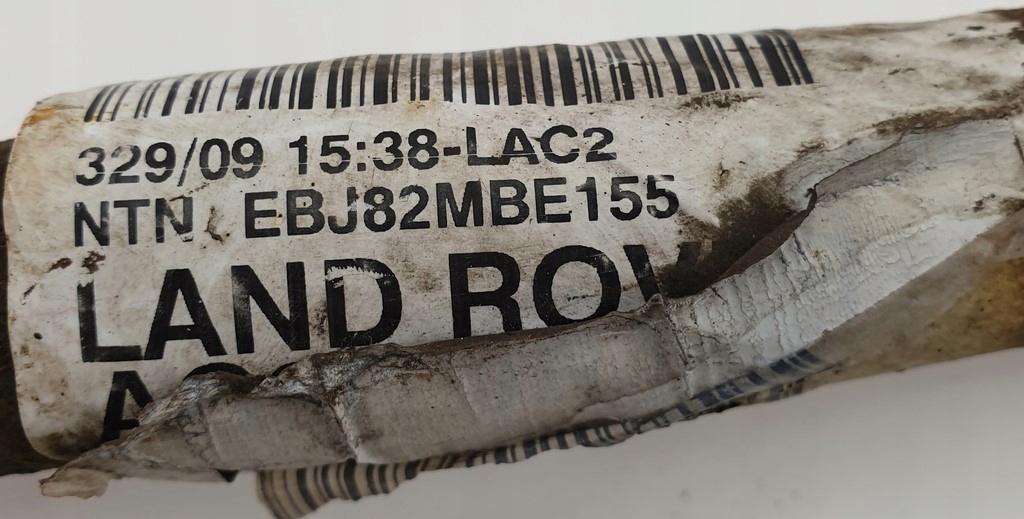 329/09 15:38-LAC2
NTN EBJ82MBE155
LAND ROV